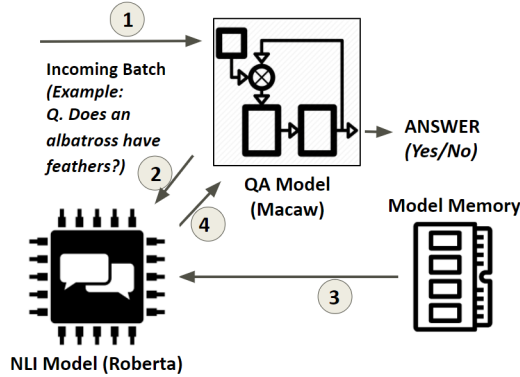 1
Incoming Batch
(Example:
Q. Does an
albatross have
feathers?)
ANSWER
(Yes/No)
2
QA Model
(Macaw)
4
Model Memory
3
NLI Model (Roberta)